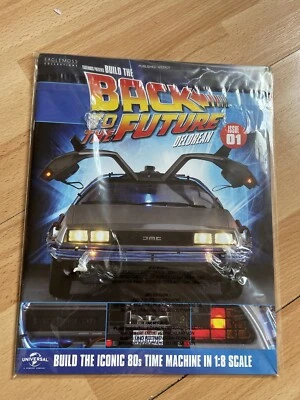 EAGLEMOSS
BUILD THE
BACK
TO THE
FUTURE
DELOREAN
ISSUE
01
DMC
UNIVERSAL
BUILD THE ICONIC 80s TIME MACHINE IN 1:8 SCALE